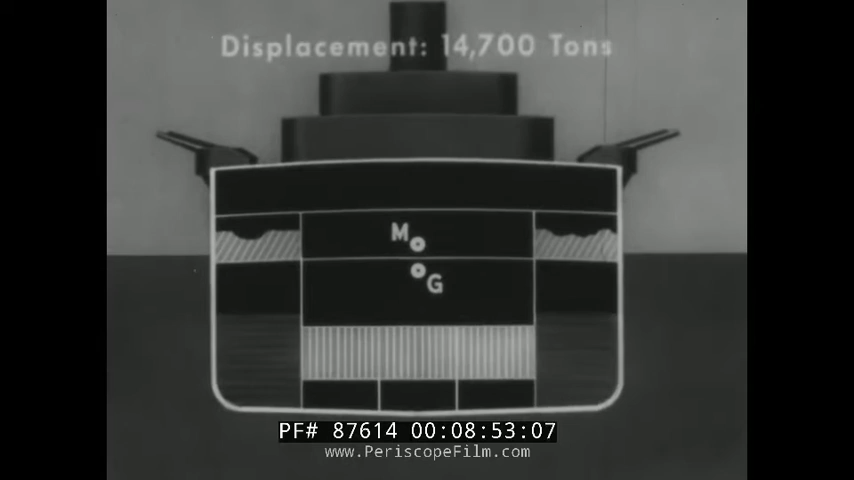 Displacement: 14,700 Tons
M
G
PF# 87614 00:08:53:07
www.PeriscopeFilm.com